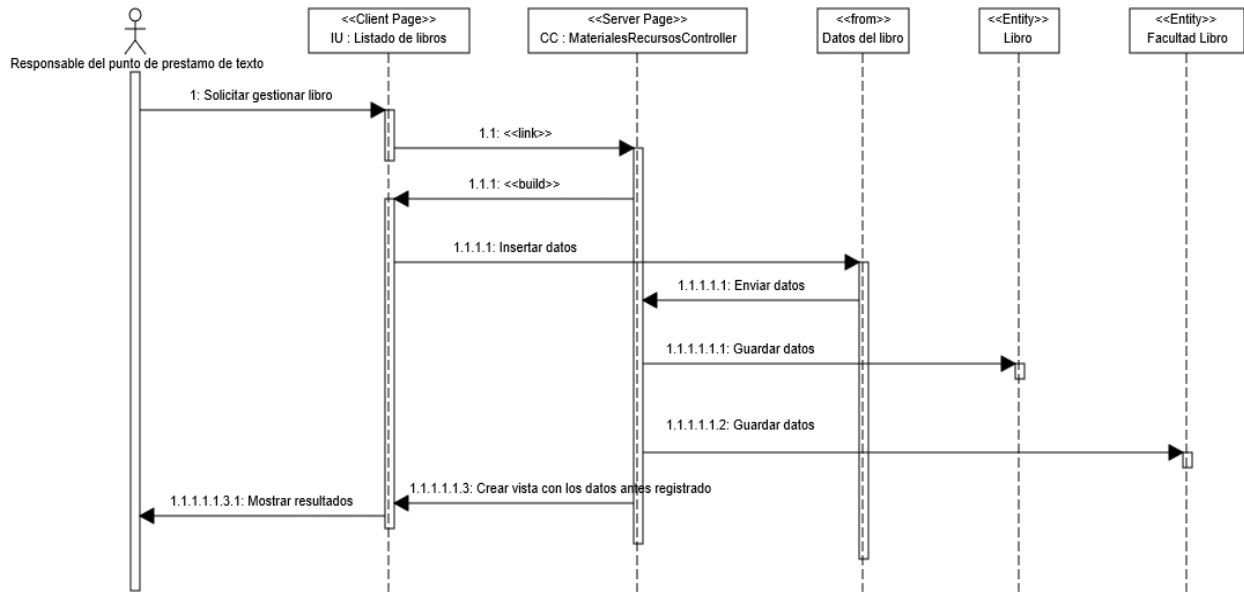 <<Client Page>>
IU : Listado de libros
<<Server Page>>
CC : MaterialesRecursosController
<<from>>
Datos del libro
<<Entity>>
Libro
<<Entity>>
Facultad Libro
Responsable del punto de prestamo de texto
1: Solicitar gestionar libro
1.1: <<link>>
1.1.1: <<build>>
1.1.1.1: Insertar datos
1.1.1.1.1: Enviar datos
1.1.1.1.1.1: Guardar datos
1.1.1.1.1.2: Guardar datos
1.1.1.1.1.3: Crear vista con los datos antes registrado
1.1.1.1.1.3.1: Mostrar resultados